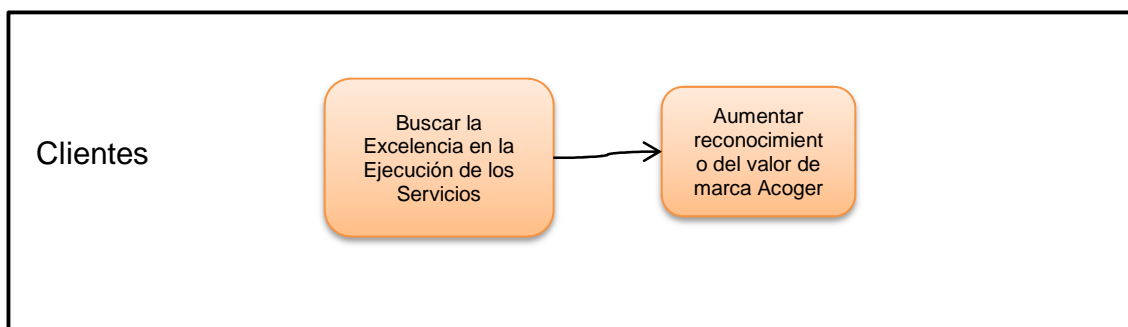 Clientes
Buscar la
Excelencia en la
Ejecución de los
Servicios
Aumentar
reconocimient
o del valor de
marca Acoger